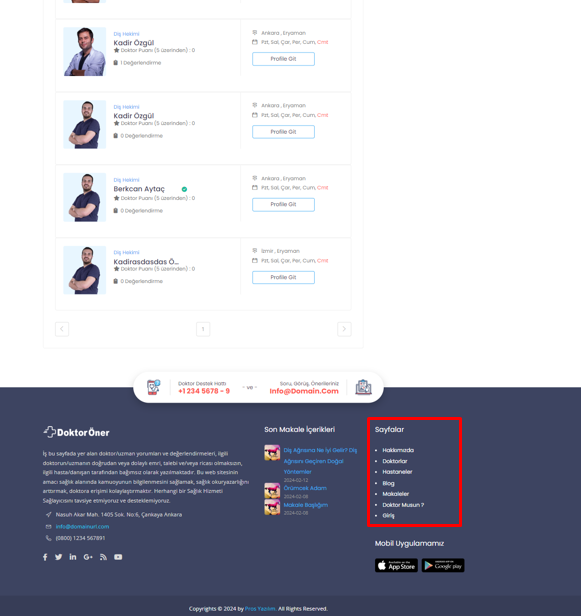 Diş Hekimi
Kadir Özgül
Doktor Puanı (5 üzerinden) : 0
1 Değerlendirme
Ankara , Eryaman
Pzt, Sal, Çar, Per, Cum, Cmt
Profile Git
Diş Hekimi
Kadir Özgül
Doktor Puanı (5 üzerinden) : 0
0 Değerlendirme
Ankara , Eryaman
Pzt, Sal, Çar, Per, Cum, Cmt
Profile Git
Diş Hekimi
Berkcan Aytaç
Doktor Puanı (5 üzerinden) : 0
0 Değerlendirme
Ankara , Eryaman
Pzt, Sal, Çar, Per, Cum, Cmt
Profile Git
Diş Hekimi
Kadirasdasdas Ö...
Doktor Puanı (5 üzerinden) : 0
0 Değerlendirme
İzmir , Eryaman
Pzt, Sal, Çar, Per, Cum, Cmt
Profile Git
1
Doktor Destek Hattı
+1 234 5678 - 9
- ve -
Soru, Görüş, Önerileriniz
Info@Domain.Com
DoktorÖner
İş bu sayfada yer alan doktor/uzman yorumları ve değerlendirmeleri, ilgili
doktorun/uzmanın doğrudan veya dolaylı emri, talebi ve/veya ricası olmaksızın,
ilgili hasta/danışan tarafından bağımsız olarak yazılmaktadır. Bu web sitesinin
amacı sağlık alanında kamuoyunun bilgilenmesini sağlamak, sağlık okuryazarlığını
arttırmak, doktora erişimi kolaylaştırmaktır. Herhangi bir Sağlık Hizmeti
Sağlayıcısını tavsiye etmiyoruz ve desteklemiyoruz.
Nasuh Akar Mah. 1405 Sok. No:6, Çankaya Ankara
info@domainurl.com
(0800) 1234 567891
Son Makale İçerikleri
Diş Ağrısına Ne İyi Gelir? Diş
Ağrısını Geçiren Doğal
Yöntemler
2024-02-12
Örümcek Adam
2024-02-08
Makale Başlığım
2024-02-08
Sayfalar
Hakkımızda
Doktorlar
Hastaneler
Blog
Makaleler
Doktor Musun ?
Giriş
Mobil Uygulamamız
Available on the
App Store
Google play
Copyrights © 2024 by Pros Yazılım. All Rights Reserved.